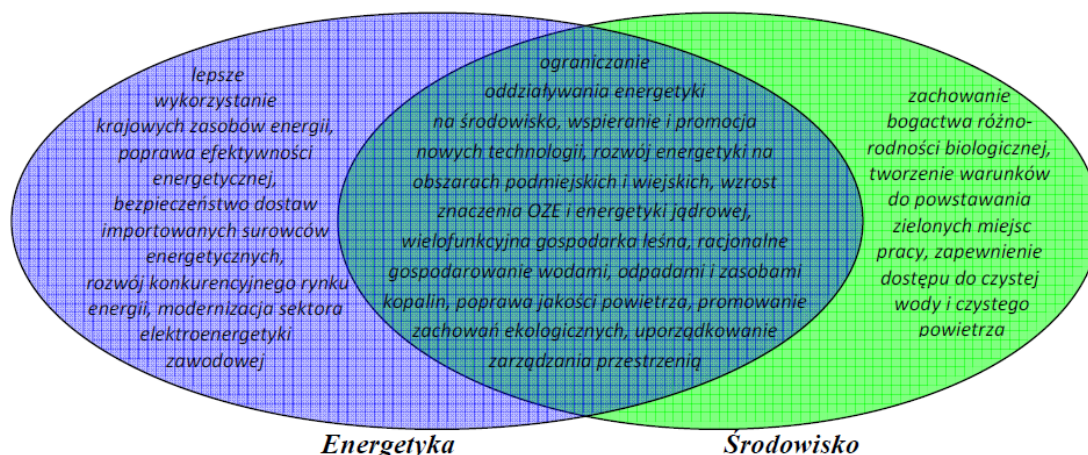 lepsze
wykorzystanie
krajowych zasobów energii,
poprawa efektywności
energetycznej,
bezpieczeństwo dostaw
importowanych surowców
energetycznych,
rozwój konkurencyjnego rynku
energii, modernizacja sektora
elektroenergetyki
zawodowej
ograniczanie
oddziaływania energetyki
na środowisko, wspieranie i promocja
nowych technologii, rozwój energetyki na
obszarach podmiejskich i wiejskich, wzrost
znaczenia OZE i energetyki jądrowej,
wielofunkcyjna gospodarka leśna, racjonalne
gospodarowanie wodami, odpadami i zasobami
kopalin, poprawa jakości powietrza, promowanie
zachowań ekologicznych, uporządkowanie
zarządzania przestrzenią
zachowanie
bogactwa różno-
rodności biologicznej,
tworzenie warunków
do powstawania
zielonych miejsc
pracy, zapewnienie
dostępu do czystej
wody i czystego
powietrza
Energetyka
Środowisko